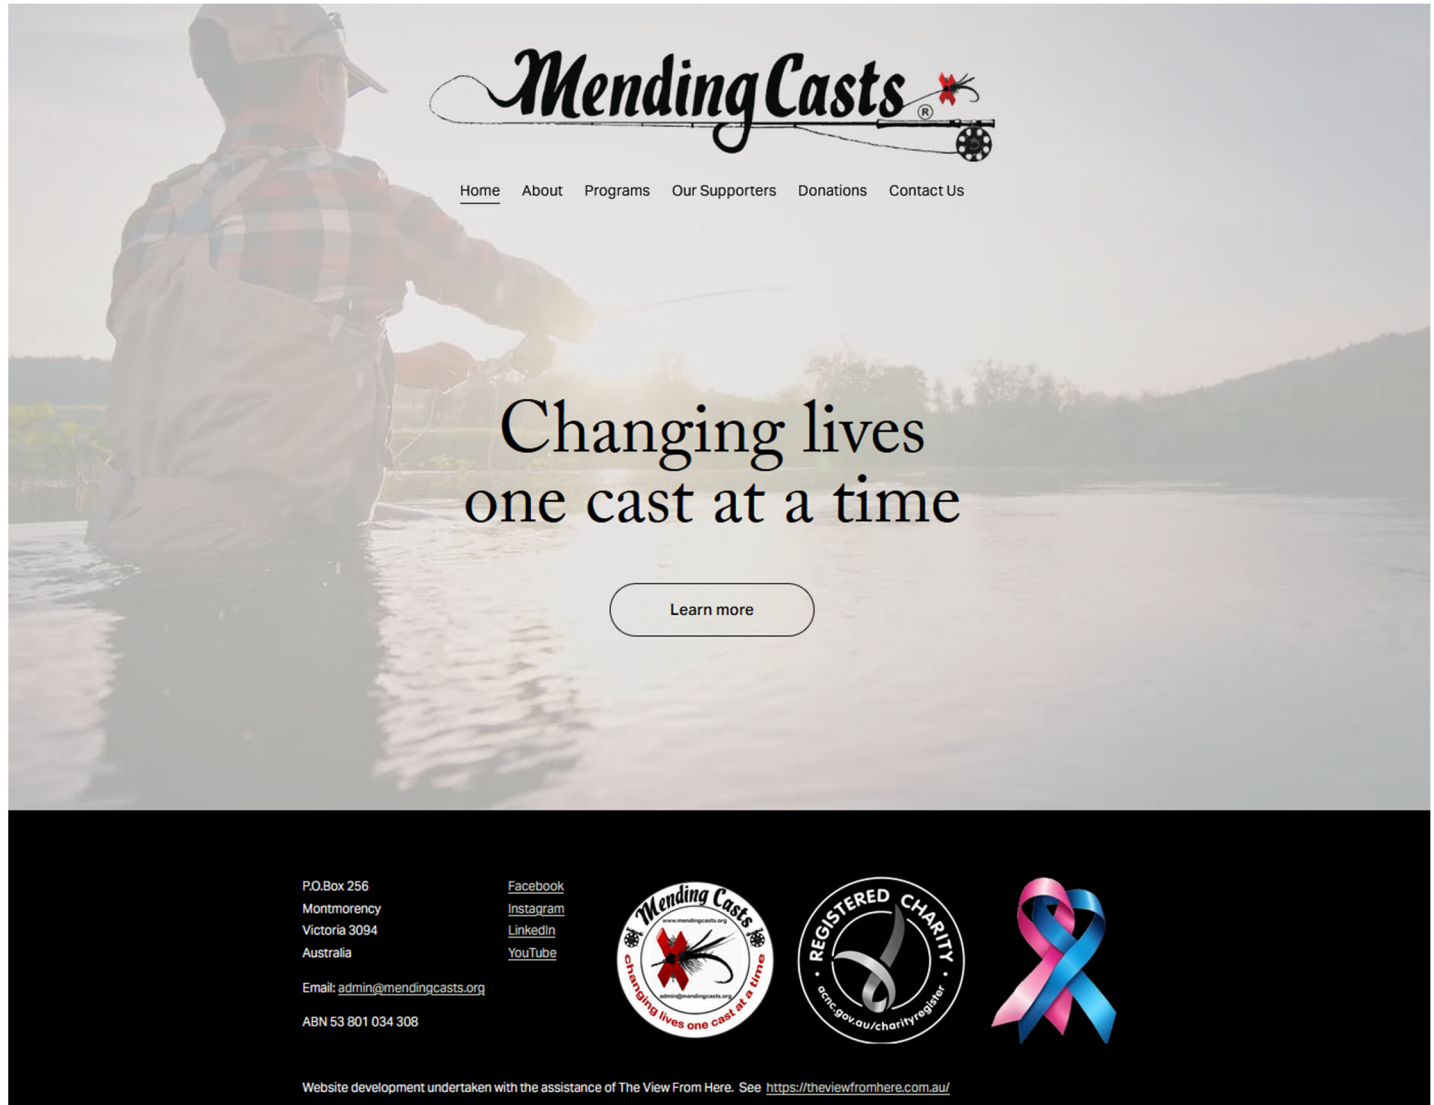 Mending Casts
®
Home About Programs Our Supporters Donations Contact Us
Changing lives
one cast at a time
Learn more
P.O.Box 256
Montmorency
Victoria 3094
Australia
Email: admin@mendingcasts.org
ABN 53 801 034 308
Facebook
Instagram
LinkedIn
YouTube
Mending Casts
www.mendingcasts.org
admin@mendingcasts.org
changing lives one cast at a time
REGISTERED CHARITY
acnc.gov.au/charityregister
Website development undertaken with the assistance of The View From Here. See https://theviewfromhere.com.au/